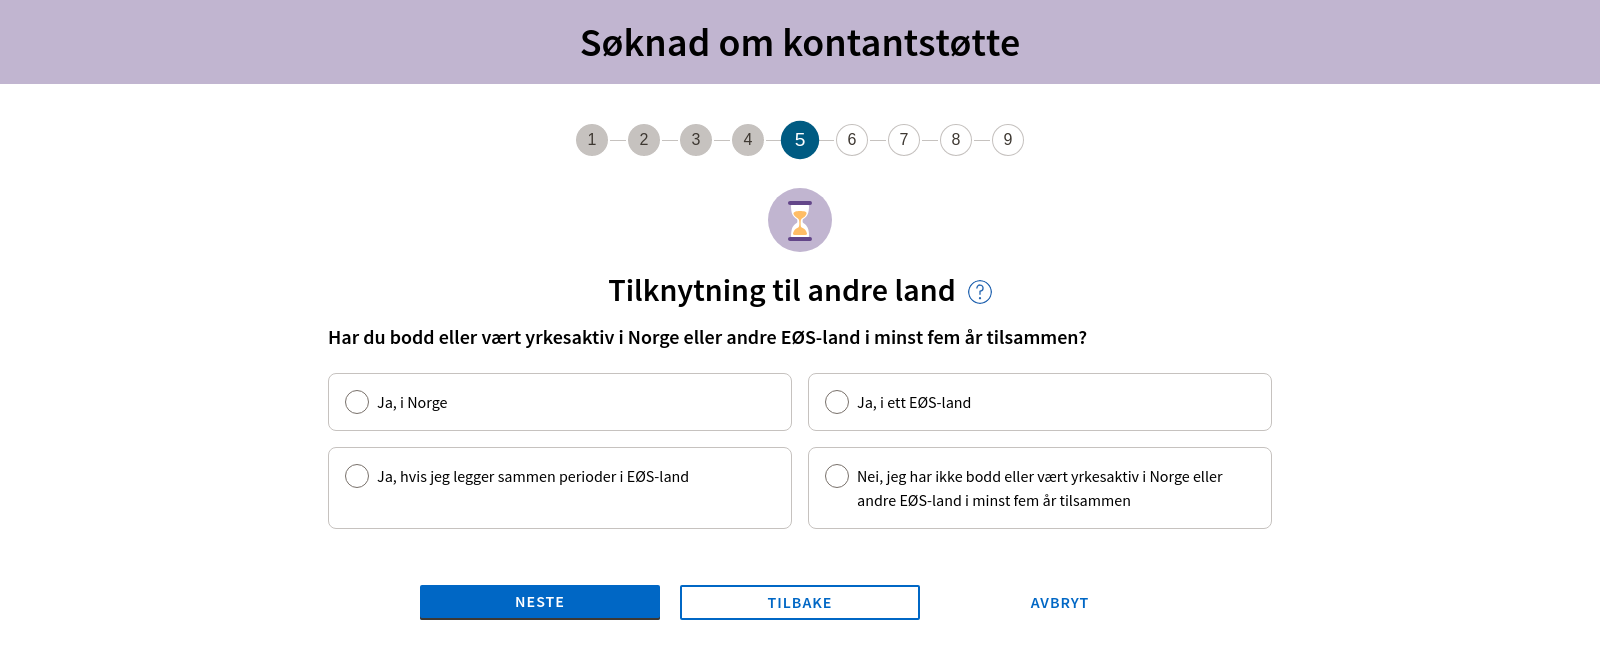 Søknad om kontantstøtte
1 2 3 4 5 6 7 8 9
Tilknytning til andre land ?
Har du bodd eller vært yrkesaktiv i Norge eller andre EØS-land i minst fem år tilsammen?
Ja, i Norge
Ja, i ett EØS-land
Ja, hvis jeg legger sammen perioder i EØS-land
Nei, jeg har ikke bodd eller vært yrkesaktiv i Norge eller
andre EØS-land i minst fem år tilsammen
NESTE
TILBAKE
AVBRYT